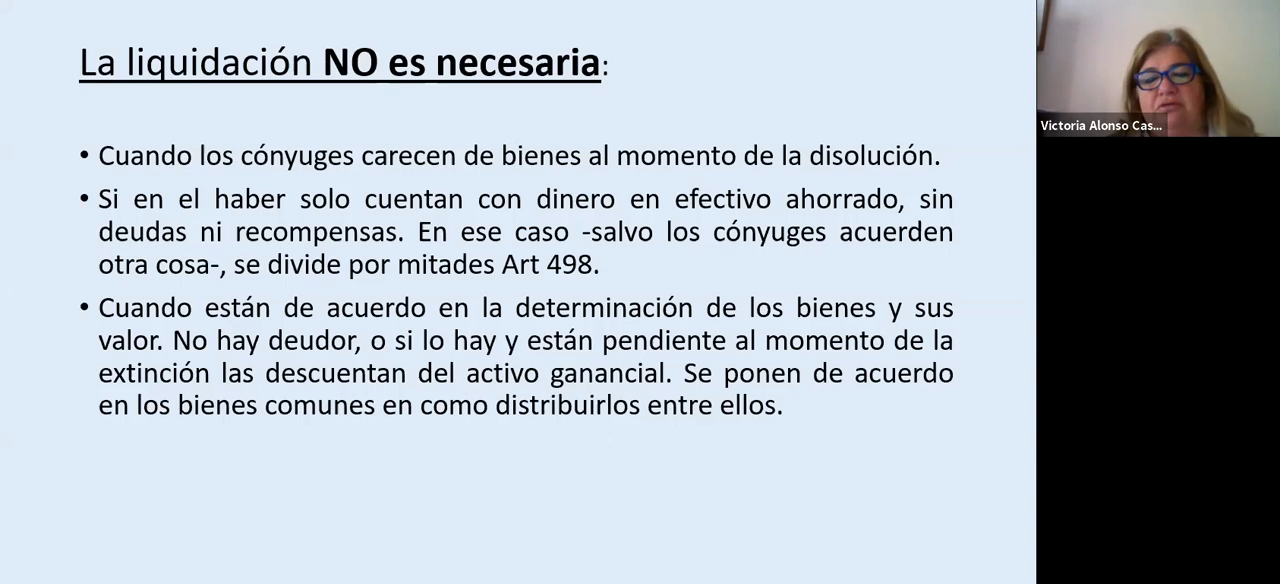 La liquidación NO es necesaria:
• Cuando los cónyuges carecen de bienes al momento de la disolución.
• Si en el haber solo cuentan con dinero en efectivo ahorrado, sin
deudas ni recompensas. En ese caso -salvo los cónyuges acuerden
otra cosa-, se divide por mitades Art 498.
• Cuando están de acuerdo en la determinación de los bienes y sus
valor. No hay deudor, o si lo hay y están pendiente al momento de la
extinción las descuentan del activo ganancial. Se ponen de acuerdo
en los bienes comunes en como distribuirlos entre ellos.
Victoria Alonso Cas...